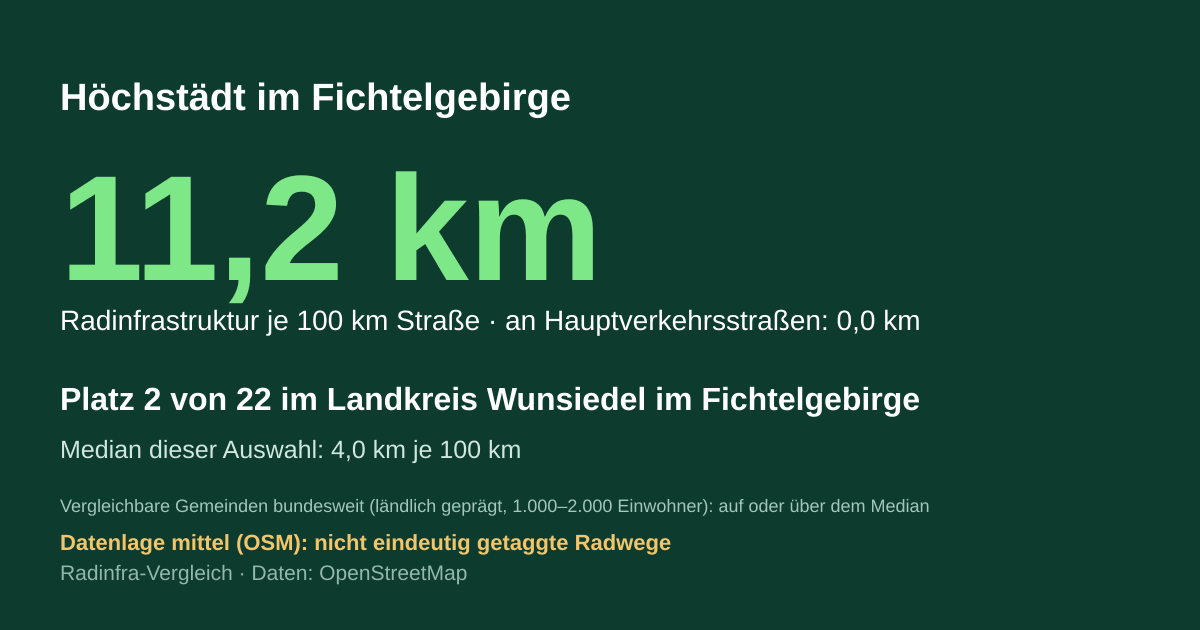 Höchstädt im Fichtelgebirge
11,2 km
Radinfrastruktur je 100 km Straße · an Hauptverkehrsstraßen: 0,0 km
Platz 2 von 22 im Landkreis Wunsiedel im Fichtelgebirge
Median dieser Auswahl: 4,0 km je 100 km
Vergleichbare Gemeinden bundesweit (ländlich geprägt, 1.000–2.000 Einwohner): auf oder über dem Median
Datenlage mittel (OSM): nicht eindeutig getaggte Radwege
Radinfra-Vergleich · Daten: OpenStreetMap